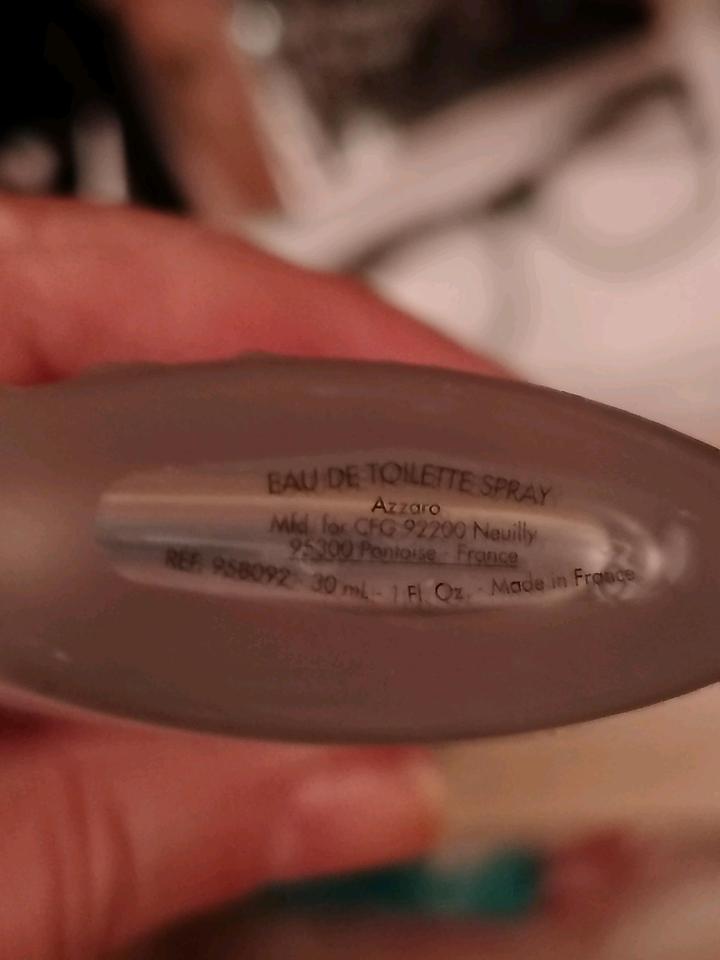 EAU DE TOILETTE SPRAY
Azzaro
Mfd. for CFG 92200 Neuilly
95300 Pontoise - France
REF. 958092 - 30 mL - 1 Fl. Oz. - Made in France